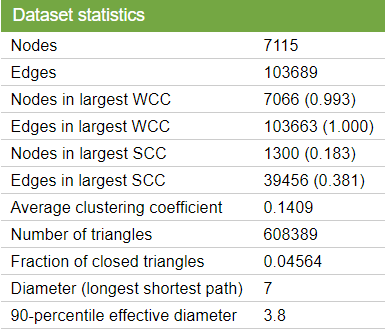 Dataset statistics
Nodes 7115
Edges 103689
Nodes in largest WCC 7066 (0.993)
Edges in largest WCC 103663 (1.000)
Nodes in largest SCC 1300 (0.183)
Edges in largest SCC 39456 (0.381)
Average clustering coefficient 0.1409
Number of triangles 608389
Fraction of closed triangles 0.04564
Diameter (longest shortest path) 7
90-percentile effective diameter 3.8